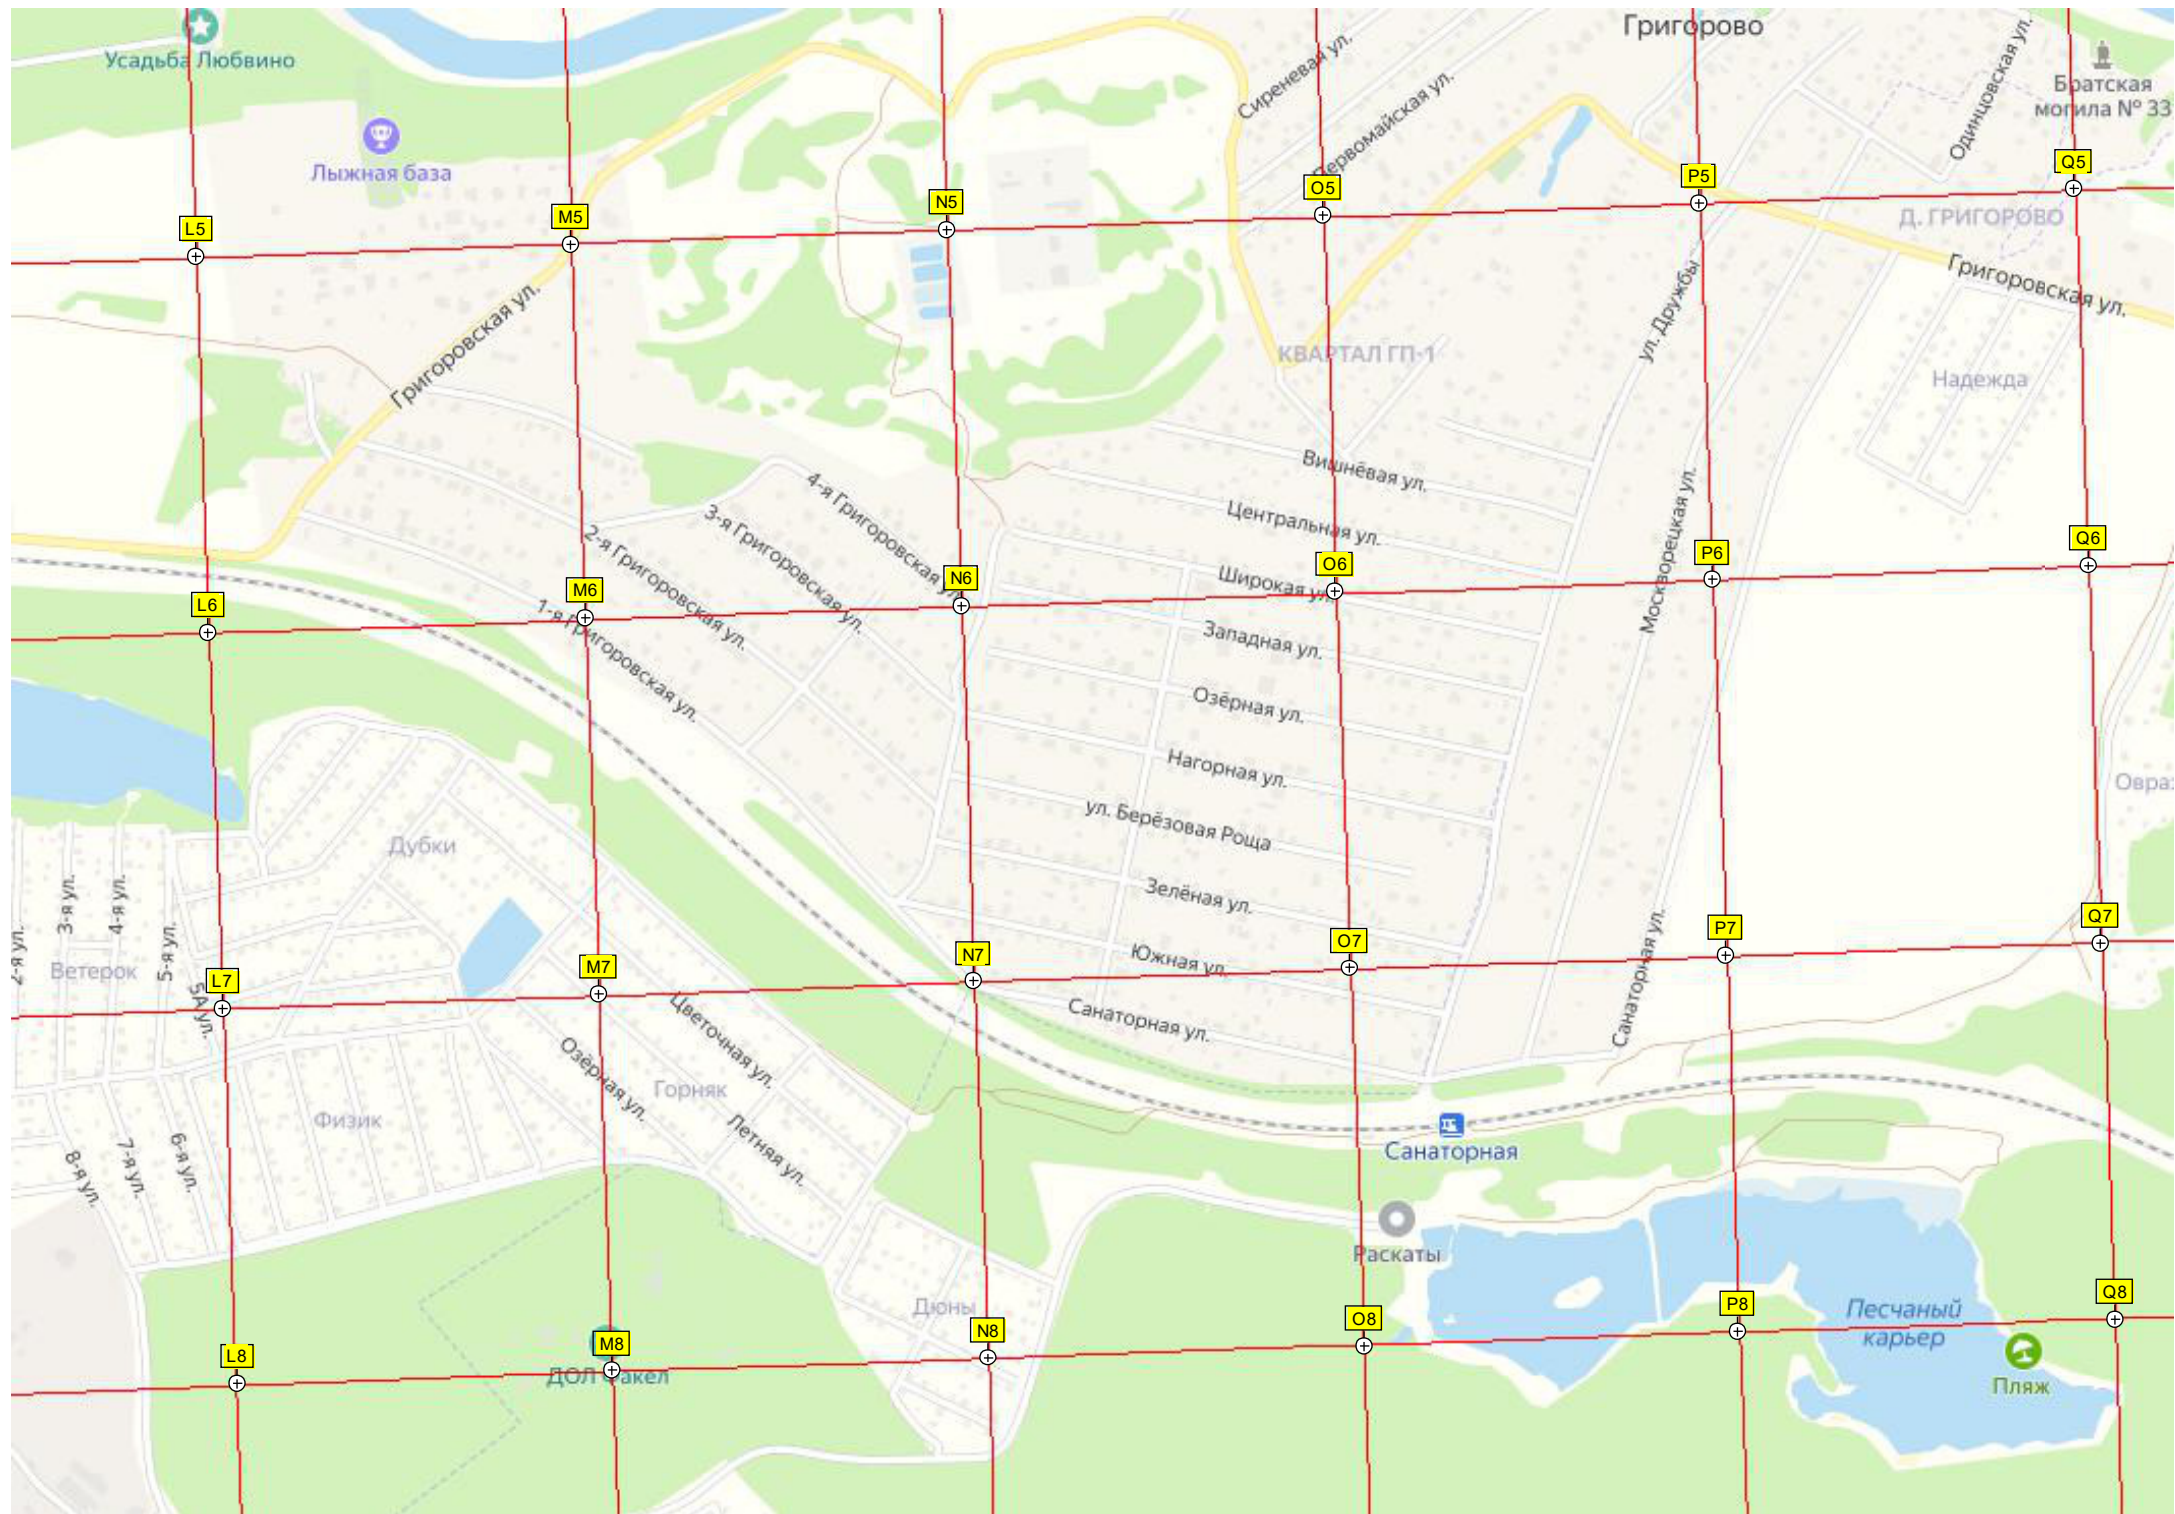 Григорово
Усадьба Любвино
Сиреневая ул.
Первомайская ул.
Одинцовская ул.
Братская
могила № 33
Лыжная база
L5
M5
N5
O5
P5
Q5
Д. ГРИГОРОВО
Григоровская ул.
Григоровская ул.
ул. Дружбы
КВАРТАЛ ГП-1
Надежда
Вишнёвая ул.
Центральная ул.
Широкая ул.
Западная ул.
Озёрная ул.
Нагорная ул.
ул. Берёзовая Роща
Зелёная ул.
Южная ул.
Санаторная ул.
Москворецкая ул.
Санаторная ул.
4-я Григоровская ул.
3-я Григоровская ул.
2-я Григоровская ул.
1-я Григоровская ул.
L6
M6
N6
O6
P6
Q6
Дубки
Ветерок
2-я ул.
3-я ул.
4-я ул.
5-я ул.
5А ул.
L7
M7
N7
O7
P7
Q7
Цветочная ул.
Озёрная ул.
Горняк
Летняя ул.
Физик
8-я ул.
7-я ул.
6-я ул.
Санаторная
Раскаты
Дюны
Песчаный
карьер
Пляж
L8
M8
N8
O8
P8
Q8
ДОЛ Факел